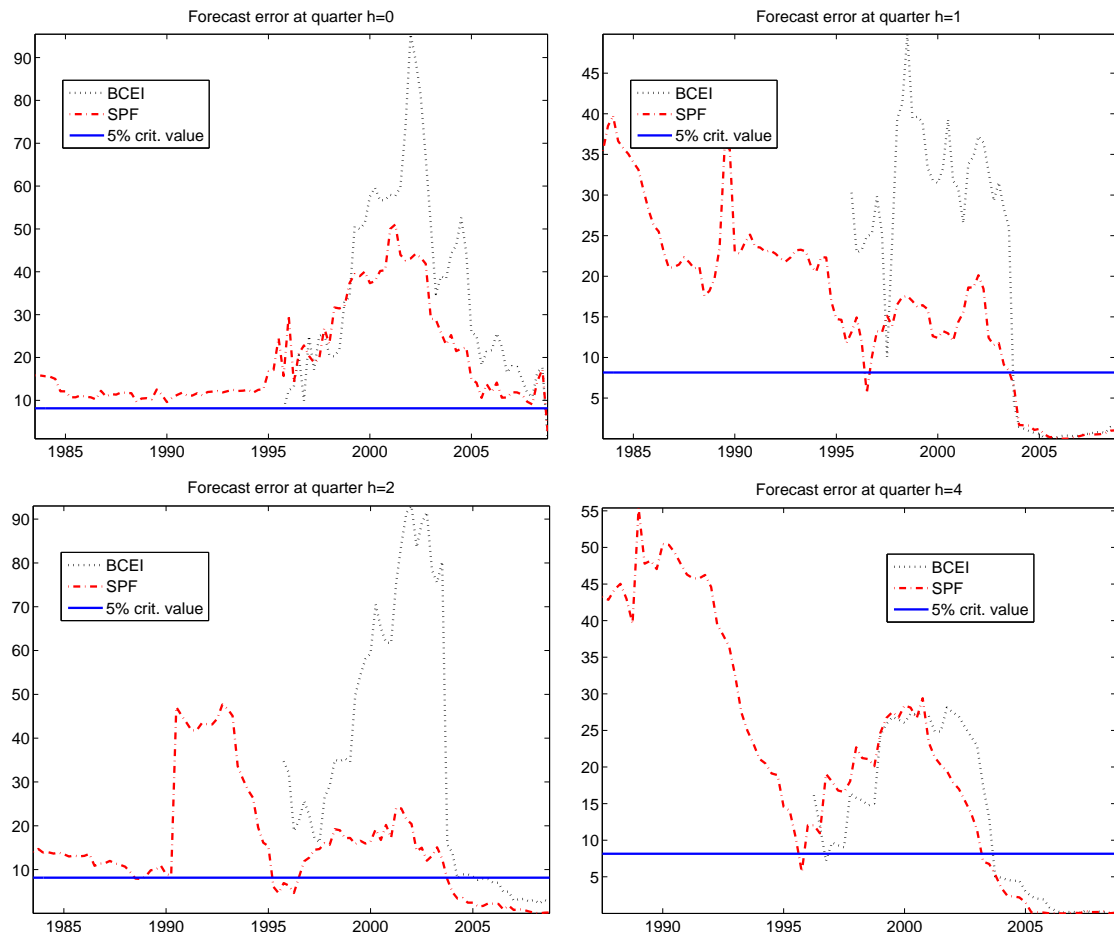 Forecast error at quarter h=0
90
80
70
60
50
40
30
20
10
1985 1990 1995 2000 2005
BCEI
SPF
5% crit. value
Forecast error at quarter h=1
45
40
35
30
25
20
15
10
5
1985 1990 1995 2000 2005
BCEI
SPF
5% crit. value
Forecast error at quarter h=2
90
80
70
60
50
40
30
20
10
1985 1990 1995 2000 2005
BCEI
SPF
5% crit. value
Forecast error at quarter h=4
55
50
45
40
35
30
25
20
15
10
5
1990 1995 2000 2005
BCEI
SPF
5% crit. value